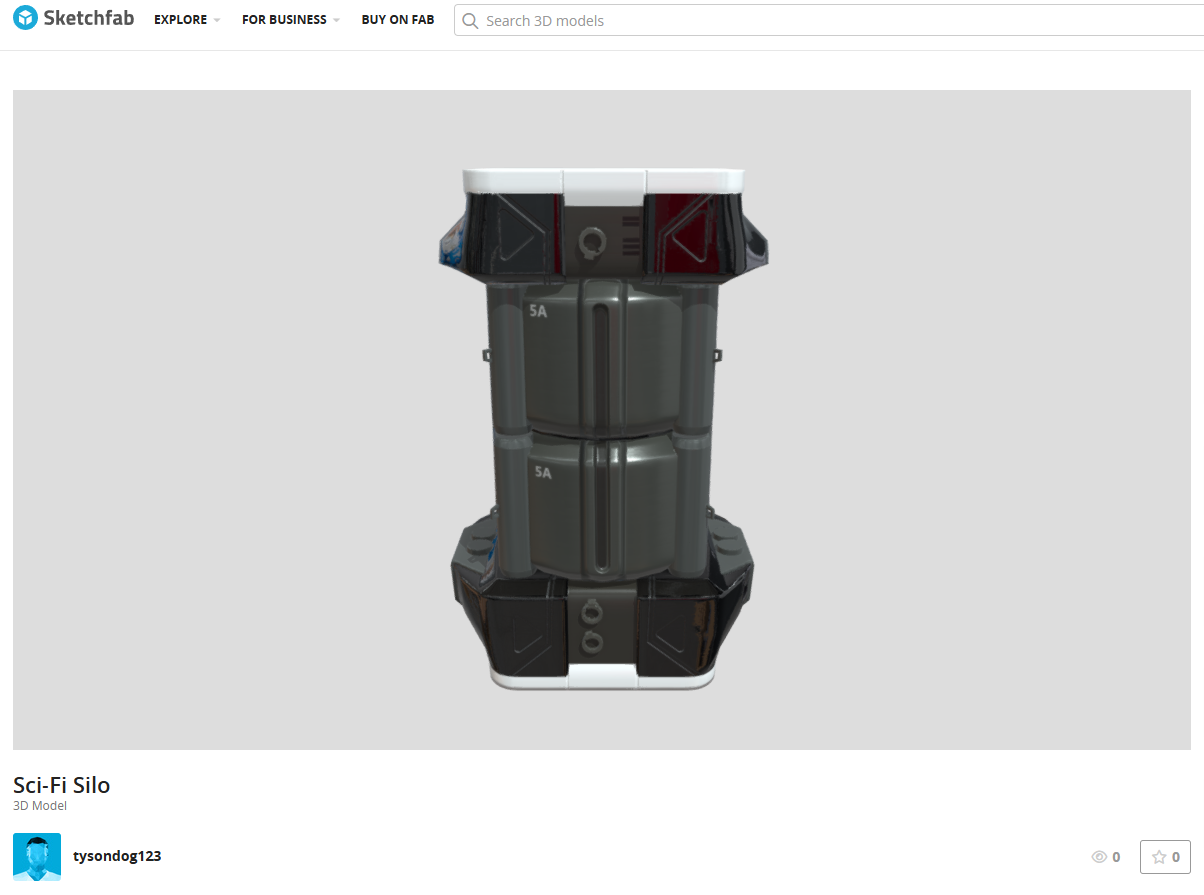 Sketchfab EXPLORE FOR BUSINESS BUY ON FAB Search 3D models
5A
5A
Sci-Fi Silo
3D Model
tysondog123 0 0